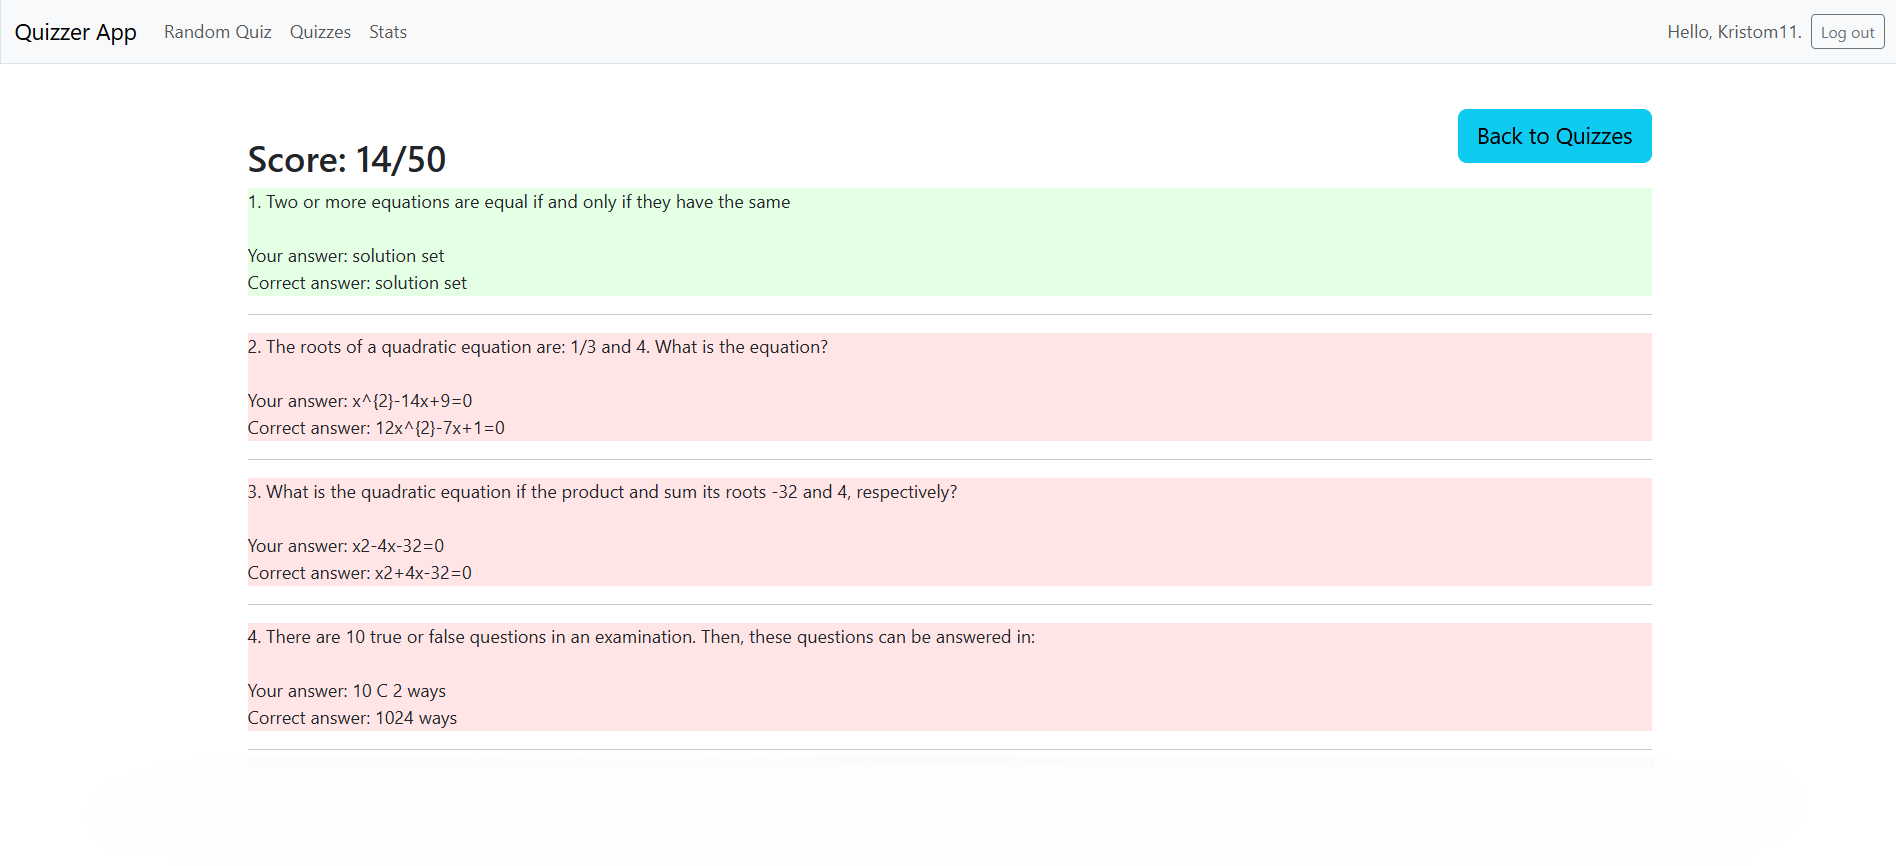 Quizzer App Random Quiz Quizzes Stats Hello, Kristom11. Log out
Back to Quizzes
Score: 14/50
1. Two or more equations are equal if and only if they have the same
Your answer: solution set
Correct answer: solution set
2. The roots of a quadratic equation are: 1/3 and 4. What is the equation?
Your answer: x^{2}-14x+9=0
Correct answer: 12x^{2}-7x+1=0
3. What is the quadratic equation if the product and sum its roots -32 and 4, respectively?
Your answer: x2-4x-32=0
Correct answer: x2+4x-32=0
4. There are 10 true or false questions in an examination. Then, these questions can be answered in:
Your answer: 10 C 2 ways
Correct answer: 1024 ways